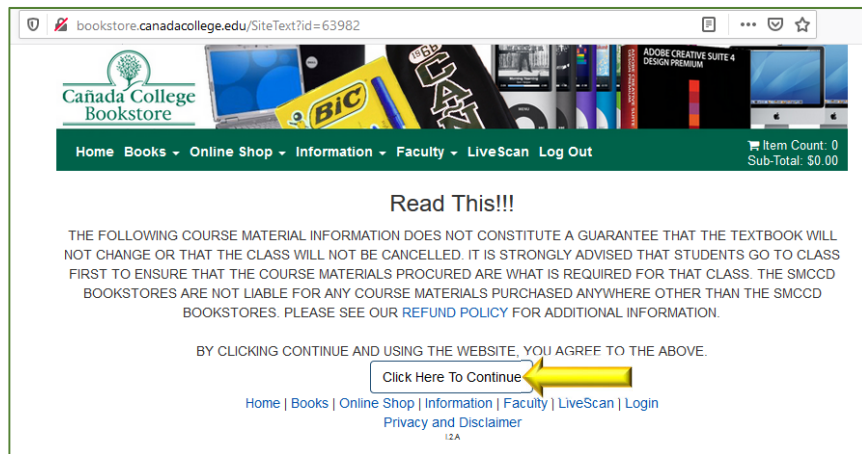 bookstore.canadacollege.edu/SiteText?id=63982
Cañada College
Bookstore
BiC
1968
CAN
MENU
ADOBE CREATIVE SUITE 4
DESIGN PREMIUM
Home Books Online Shop Information Faculty LiveScan Log Out
Item Count: 0
Sub-Total: $0.00
Read This!!!
THE FOLLOWING COURSE MATERIAL INFORMATION DOES NOT CONSTITUTE A GUARANTEE THAT THE TEXTBOOK WILL
NOT CHANGE OR THAT THE CLASS WILL NOT BE CANCELLED. IT IS STRONGLY ADVISED THAT STUDENTS GO TO CLASS
FIRST TO ENSURE THAT THE COURSE MATERIALS PROCURED ARE WHAT IS REQUIRED FOR THAT CLASS. THE SMCCD
BOOKSTORES ARE NOT LIABLE FOR ANY COURSE MATERIALS PURCHASED ANYWHERE OTHER THAN THE SMCCD
BOOKSTORES. PLEASE SEE OUR REFUND POLICY FOR ADDITIONAL INFORMATION.
BY CLICKING CONTINUE AND USING THE WEBSITE, YOU AGREE TO THE ABOVE.
Click Here To Continue
Home | Books | Online Shop | Information | Faculty | LiveScan | Login
Privacy and Disclaimer
I.2.A